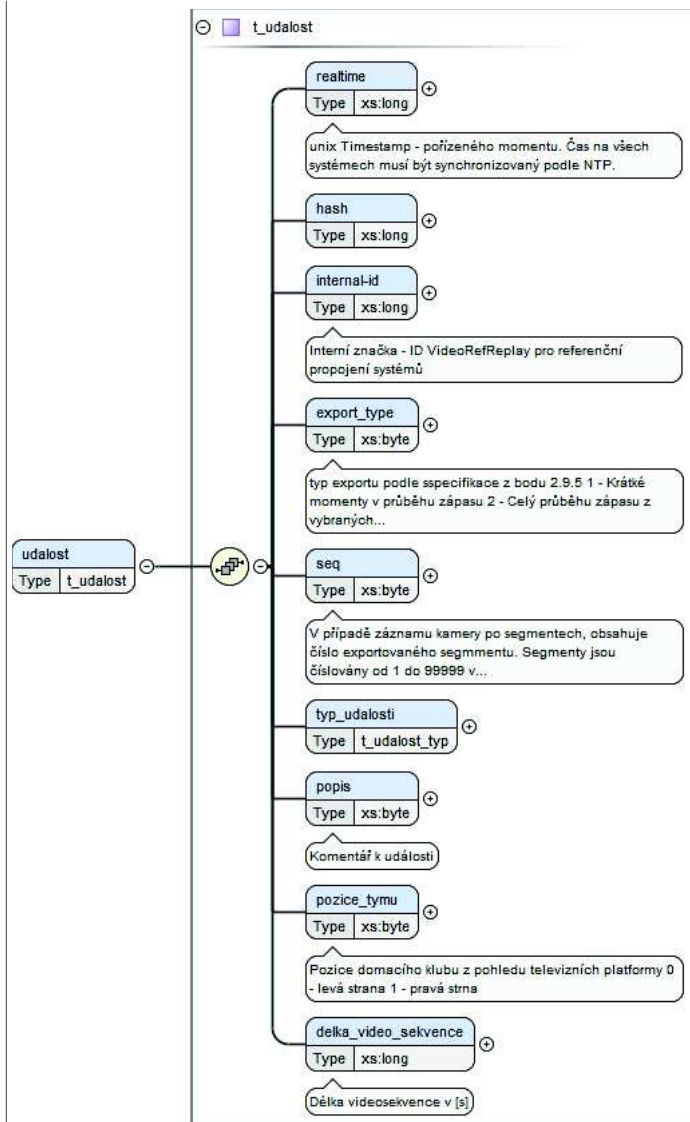 t_udalost
realtime
Type xs:long
unix Timestamp - pořízeného momentu. Čas na všech
systémech musí být synchronizovaný podle NTP.
hash
Type xs:long
internal-id
Type xs:long
Interní značka - ID VideoRefReplay pro referenční
propojení systémů
export_type
Type xs:byte
typ exportu podle sspecifikace z bodu 2.9.5 1 - Krátké
momenty v průběhu zápasu 2 - Celý průběhu zápasu z
vybraných...
udalost
Type t_udalost
seq
Type xs:byte
V případě záznamu kamery po segmentech, obsahuje
číslo exportovaného segmmentu. Segmenty jsou
číslovány od 1 do 99999 v...
typ_udalosti
Type t_udalost_typ
popis
Type xs:byte
Komentář k události
pozice_tymu
Type xs:byte
Pozice domacího klubu z pohledu televizních platformy 0
- levá strana 1 - pravá strna
delka_video_sekvence
Type xs:long
Délka videosekvence v [s]